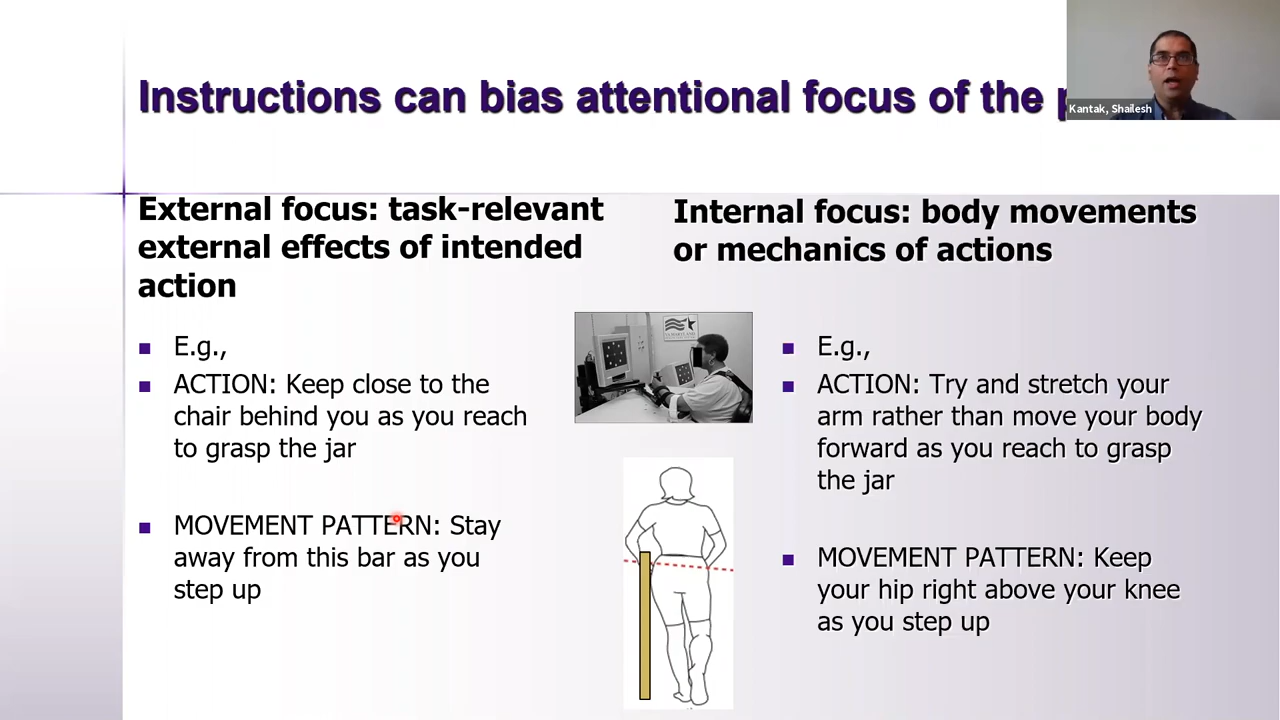 Instructions can bias attentional focus of the
Kantak, Shailesh
External focus: task-relevant
external effects of intended
action
E.g.,
ACTION: Keep close to the
chair behind you as you reach
to grasp the jar
MOVEMENT PATTERN: Stay
away from this bar as you
step up
Internal focus: body movements
or mechanics of actions
E.g.,
ACTION: Try and stretch your
arm rather than move your body
forward as you reach to grasp
the jar
MOVEMENT PATTERN: Keep
your hip right above your knee
as you step up